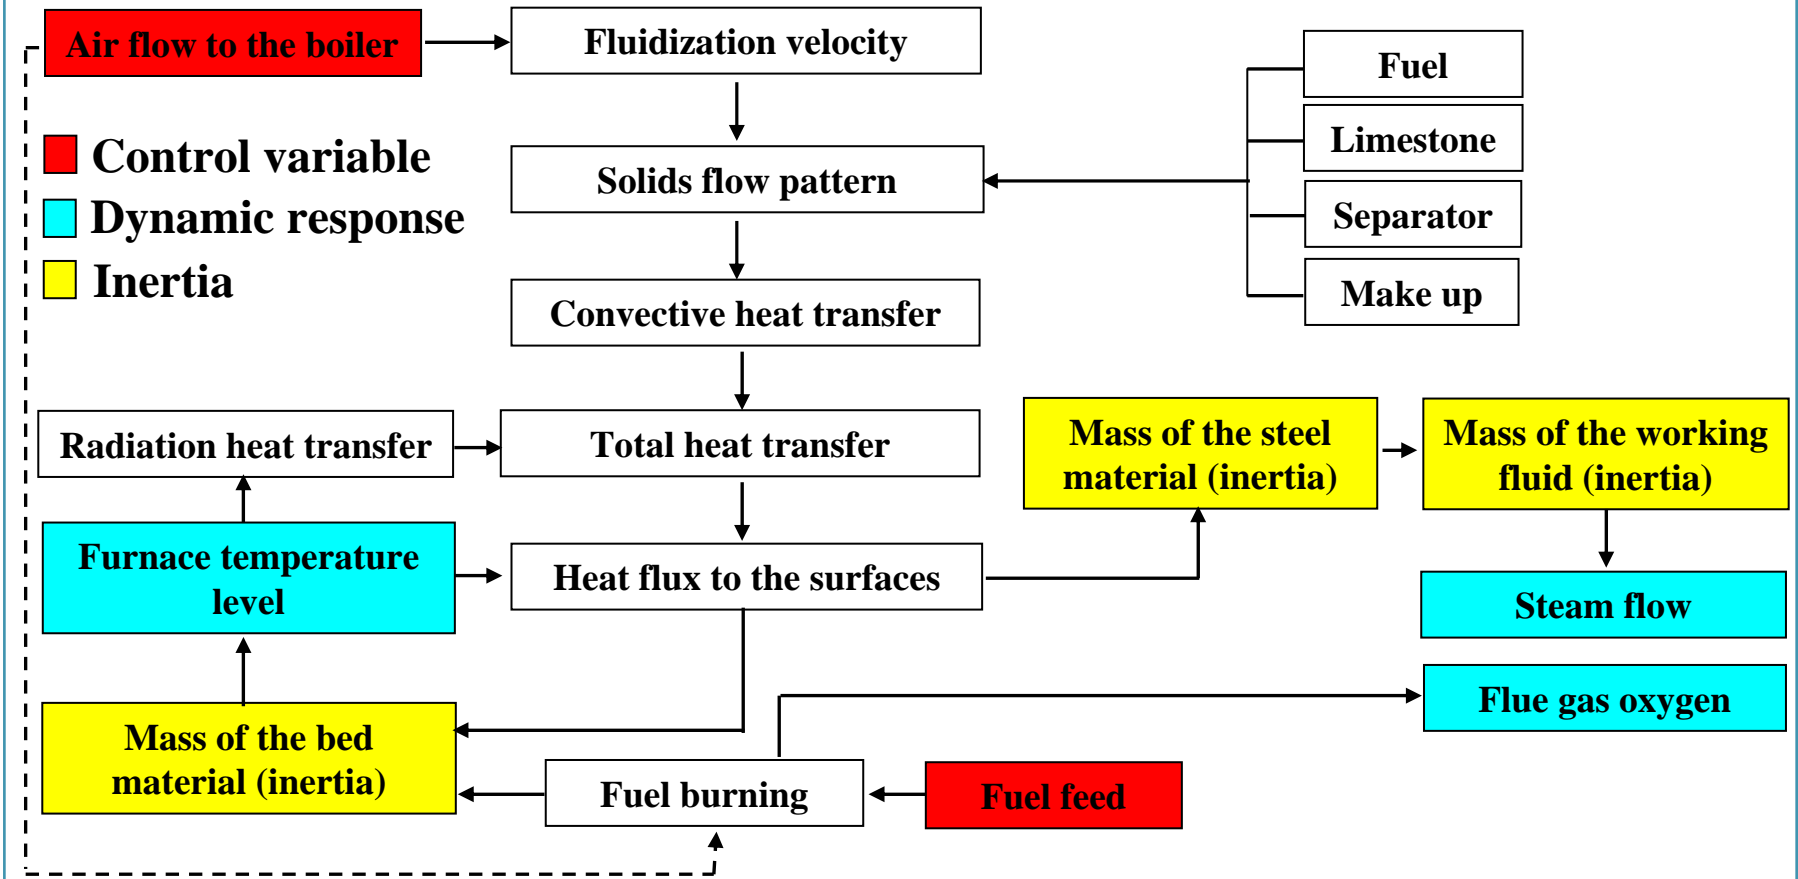 Air flow to the boiler
Fluidization velocity
Fuel
Limestone
Separator
Make up
Control variable
Dynamic response
Inertia
Solids flow pattern
Convective heat transfer
Radiation heat transfer
Total heat transfer
Mass of the steel
material (inertia)
Mass of the working
fluid (inertia)
Furnace temperature
level
Heat flux to the surfaces
Steam flow
Flue gas oxygen
Mass of the bed
material (inertia)
Fuel burning
Fuel feed